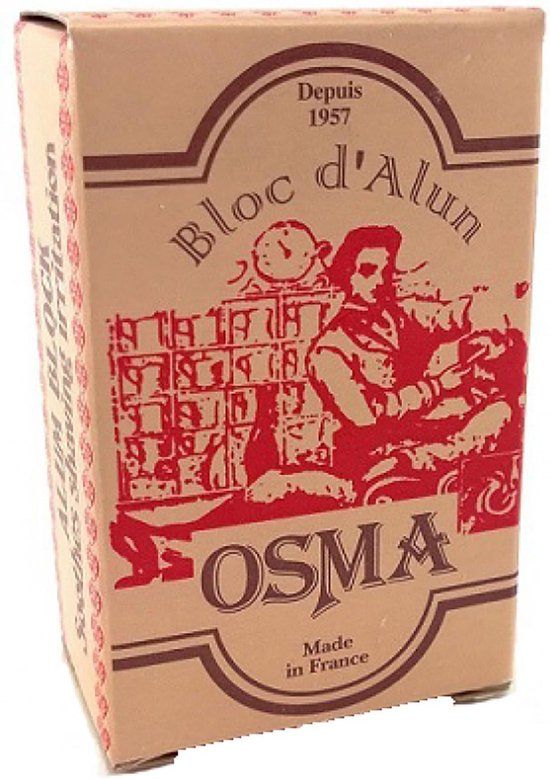 Depuis
1957
Bloc d'Alun
OSMA
Made
in France
ALUM BLOCK
Soothes shaving irritation